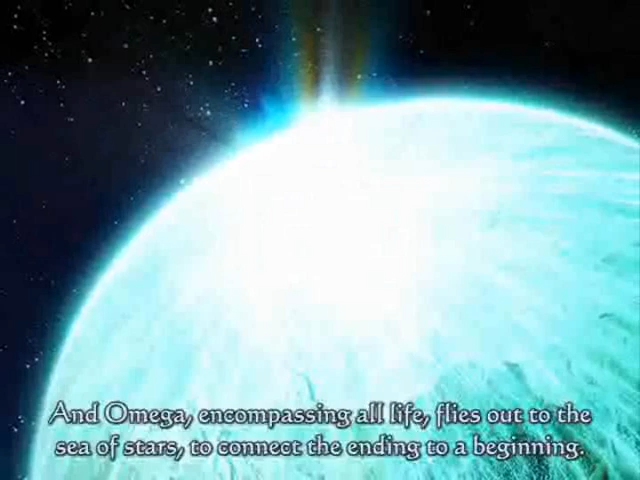 And Omega, encompassing all life, flies out to the
sea of stars, to connect the ending to a beginning.